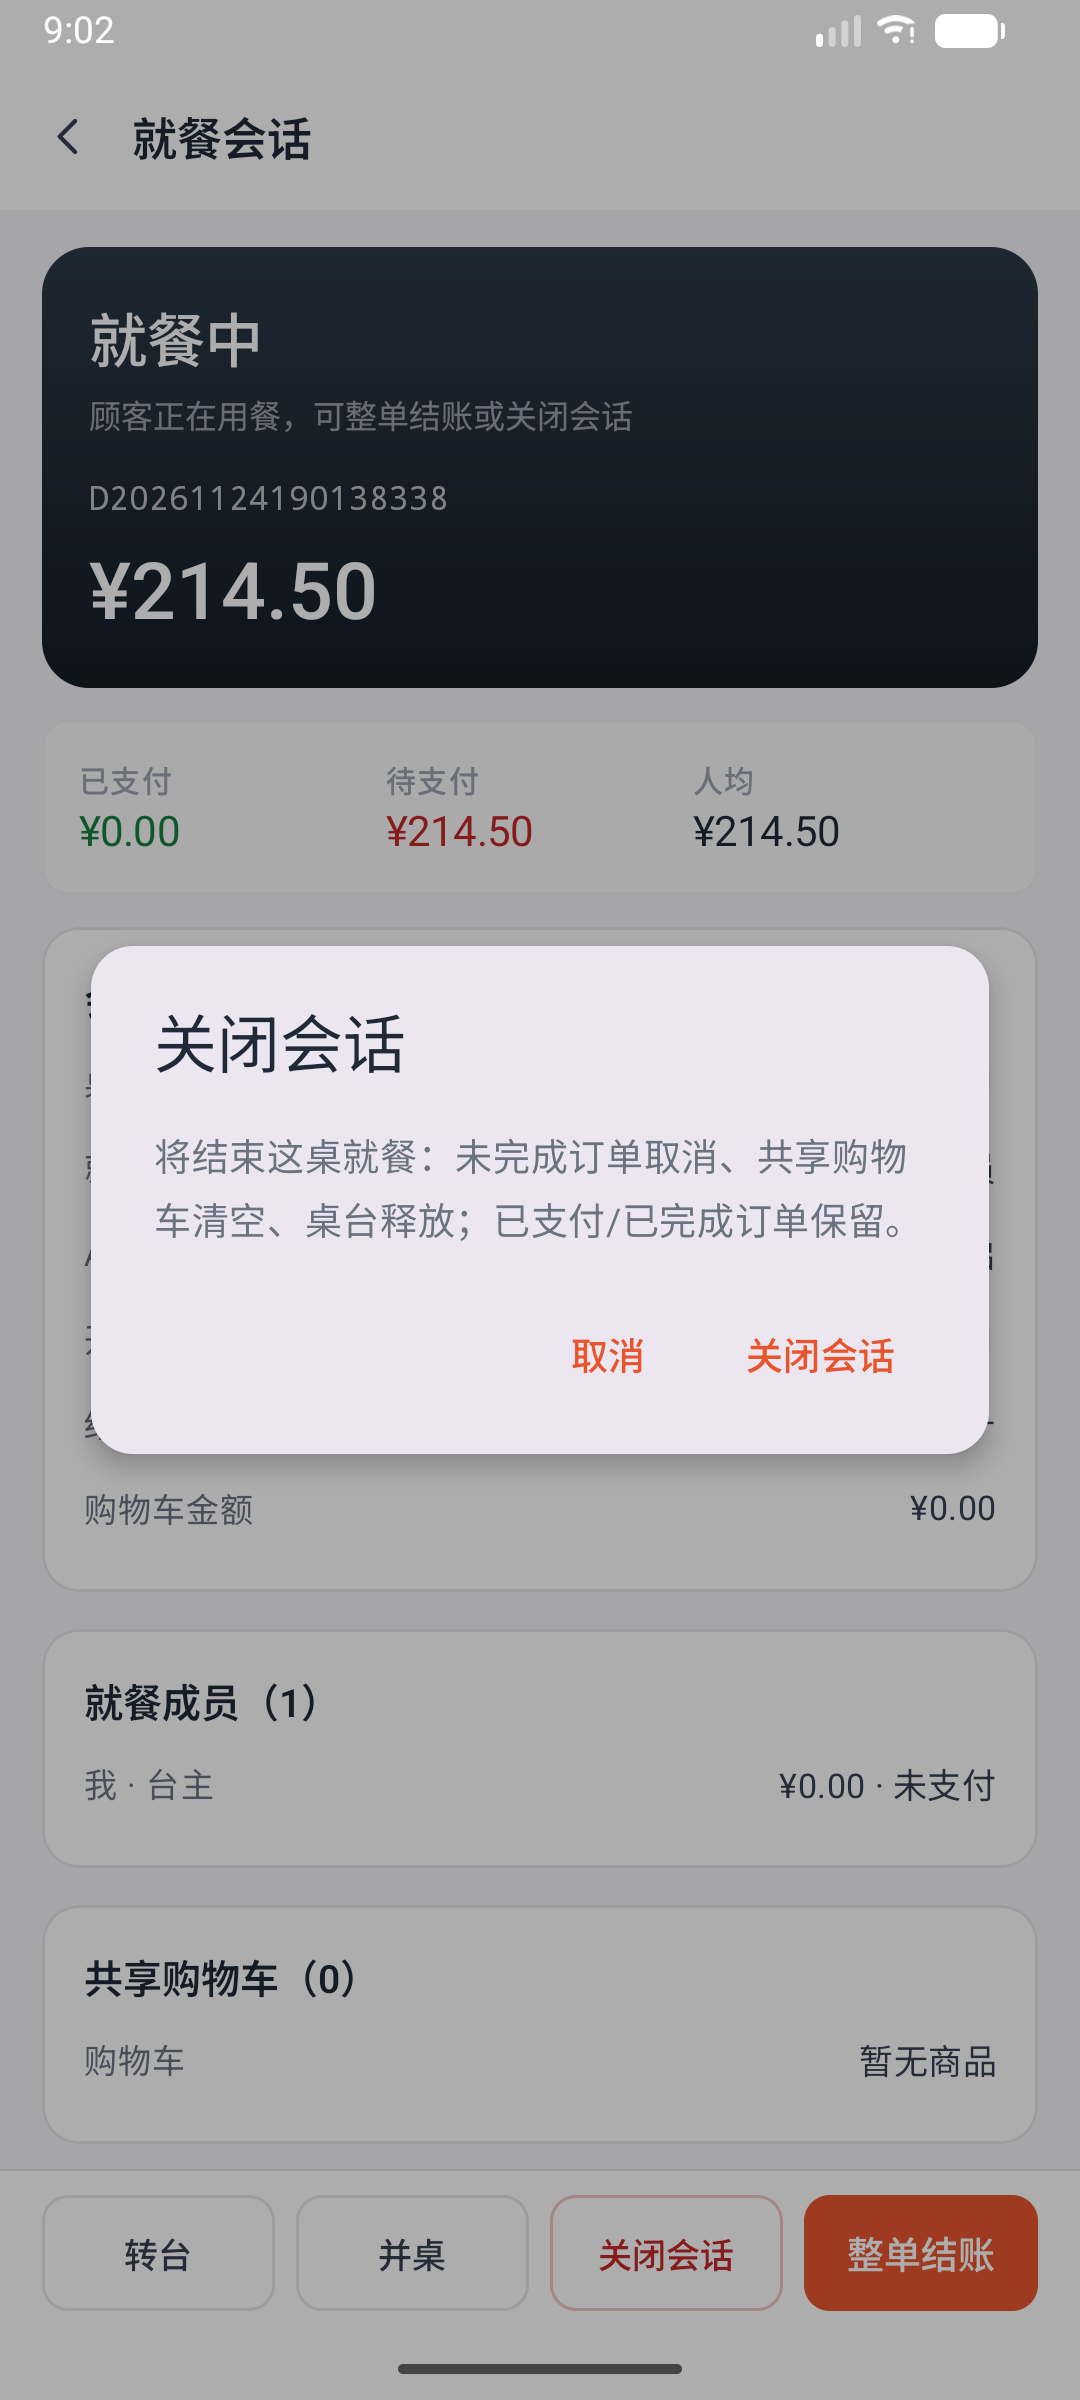 9:02
就餐会话
就餐中
顾客正在用餐，可整单结账或关闭会话
D20261124190138338
¥214.50
已支付 待支付 人均
¥0.00 ¥214.50 ¥214.50
关闭会话
将结束这桌就餐：未完成订单取消、共享购物
车清空、桌台释放；已支付/已完成订单保留。
取消 关闭会话
购物车金额 ¥0.00
就餐成员（1）
我 · 台主 ¥0.00 · 未支付
共享购物车（0）
购物车 暂无商品
转台 并桌 关闭会话 整单结账